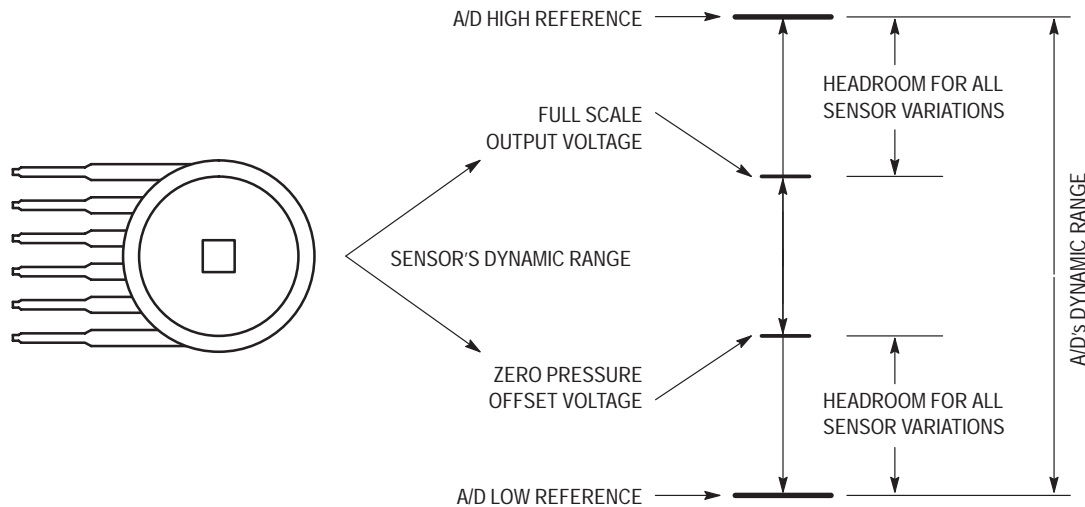 A/D HIGH REFERENCE
HEADROOM FOR ALL
SENSOR VARIATIONS
FULL SCALE
OUTPUT VOLTAGE
SENSOR'S DYNAMIC RANGE
A/D's DYNAMIC RANGE
ZERO PRESSURE
OFFSET VOLTAGE
HEADROOM FOR ALL
SENSOR VARIATIONS
A/D LOW REFERENCE